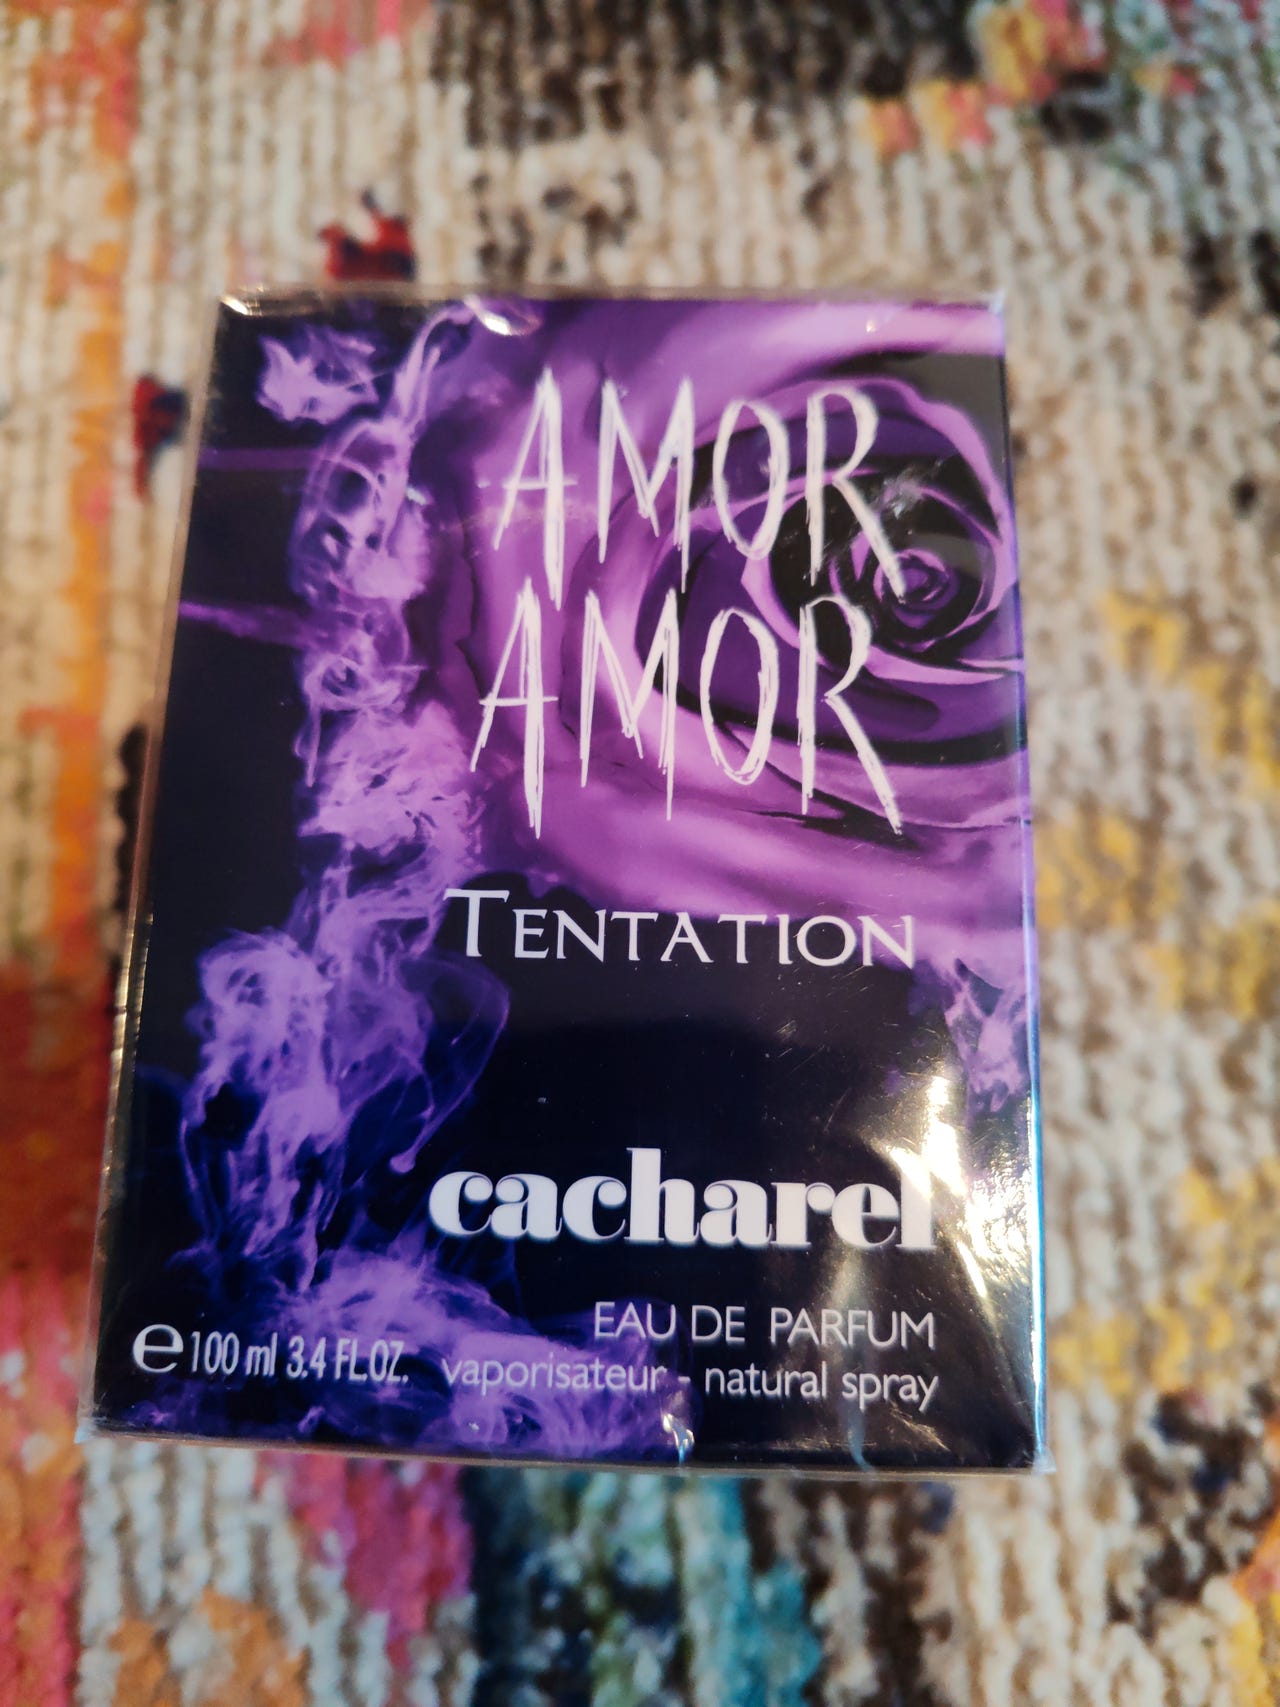 AMOR
AMOR
TENTATION
cacharel
EAU DE PARFUM
e 100 ml 3.4 FL.OZ. vaporisateur - natural spray